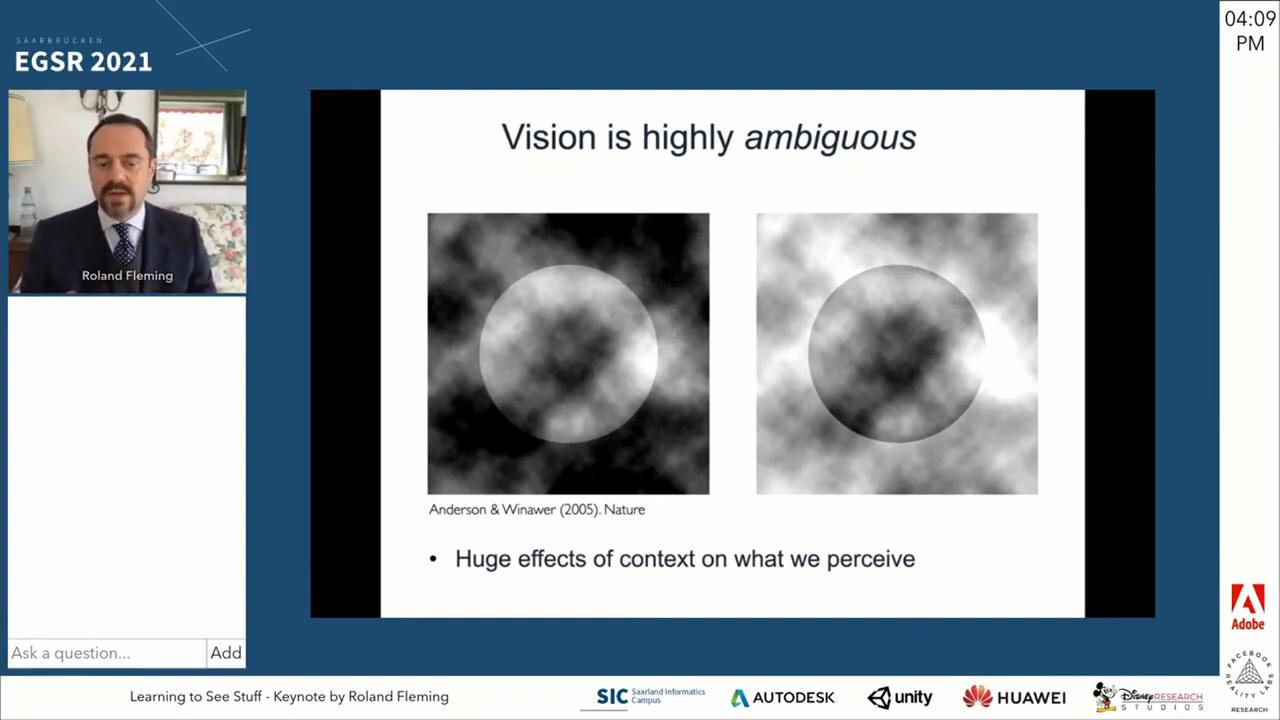 SAARBRÜCKEN
EGSR 2021
04:09
PM
Roland Fleming
Vision is highly ambiguous
Anderson & Winawer (2005). Nature
• Huge effects of context on what we perceive
Ask a question...
Add
Adobe
FACEBOOK
REALITY LABS
RESEARCH
Learning to See Stuff - Keynote by Roland Fleming
SIC Saarland Informatics
Campus
AUTODESK
unity
HUAWEI
Disney RESEARCH
STUDIOS